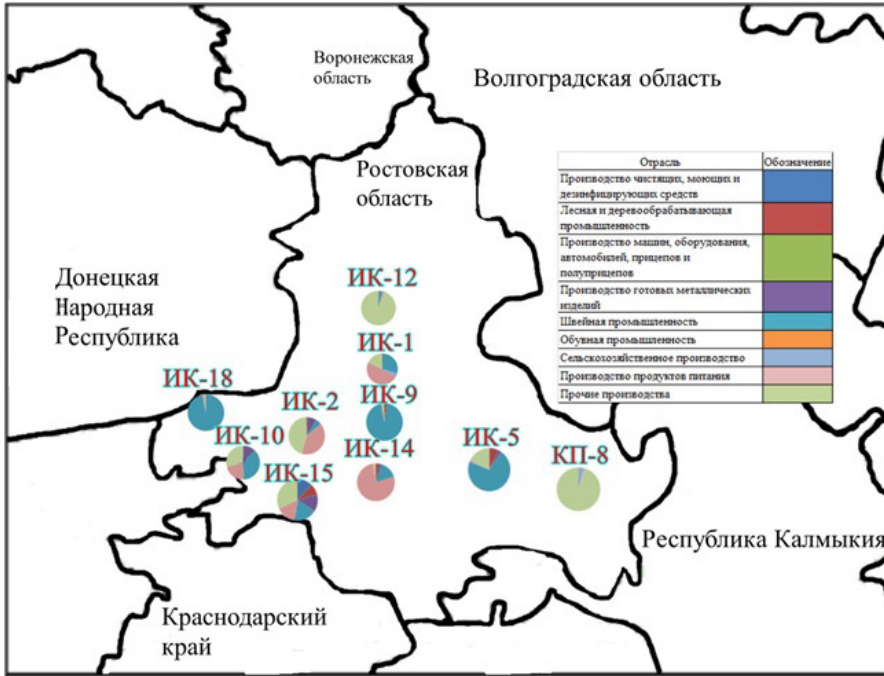 Воронежская
область
Волгоградская область
Ростовская
область
Отрасль Обозначение
Производство чистящих, моющих и
дезинфицирующих средств
Лесная и деревообрабатывающая
промышленность
Производство машин, оборудования,
автомобилей, прицепов и
полуприцепов
Производство готовых металлических
изделий
Швейная промышленность
Обувная промышленность
Сельскохозяйственное производство
Производство продуктов питания
Прочие производства
Донецкая
Народная
Республика
ИК-12
ИК-1
ИК-18
ИК-2
ИК-9
ИК-10
ИК-14
ИК-5
ИК-15
КП-8
Республика Калмыкия
Краснодарский
край